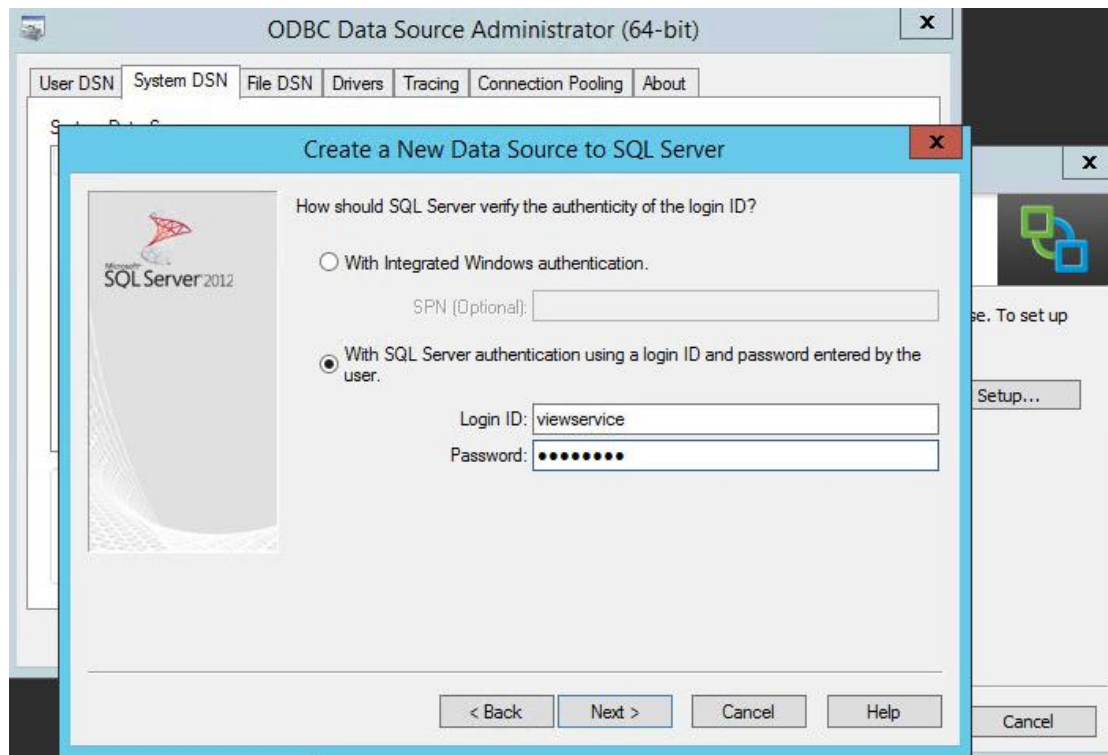 ODBC Data Source Administrator (64-bit)
x
User DSN System DSN File DSN Drivers Tracing Connection Pooling About
Create a New Data Source to SQL Server
x
x
Microsoft
SQL Server 2012
How should SQL Server verify the authenticity of the login ID?
With Integrated Windows authentication.
SPN (Optional):
With SQL Server authentication using a login ID and password entered by the
user.
Login ID: viewservice
Password: ●●●●●●●●
se. To set up
Setup...
< Back Next > Cancel Help
Cancel